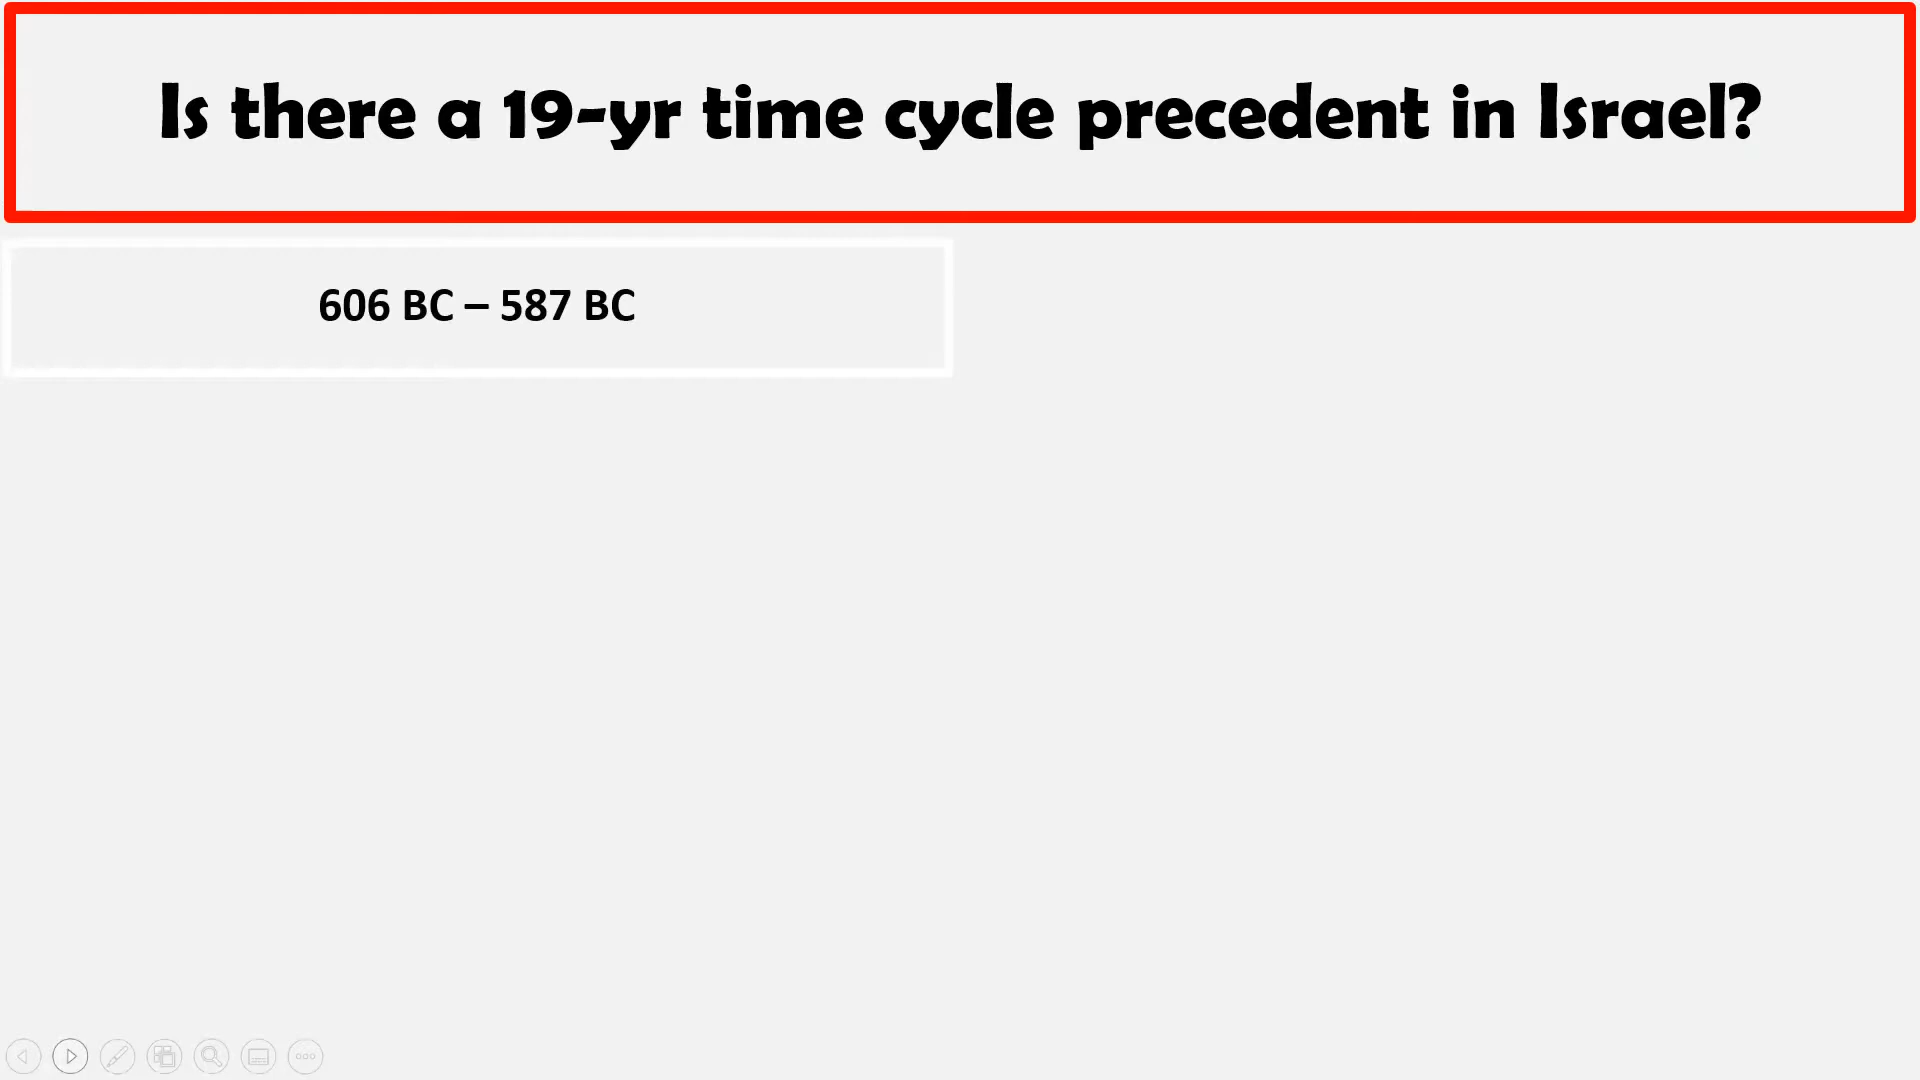 Is there a 19-yr time cycle precedent in Israel?
606 BC – 587 BC